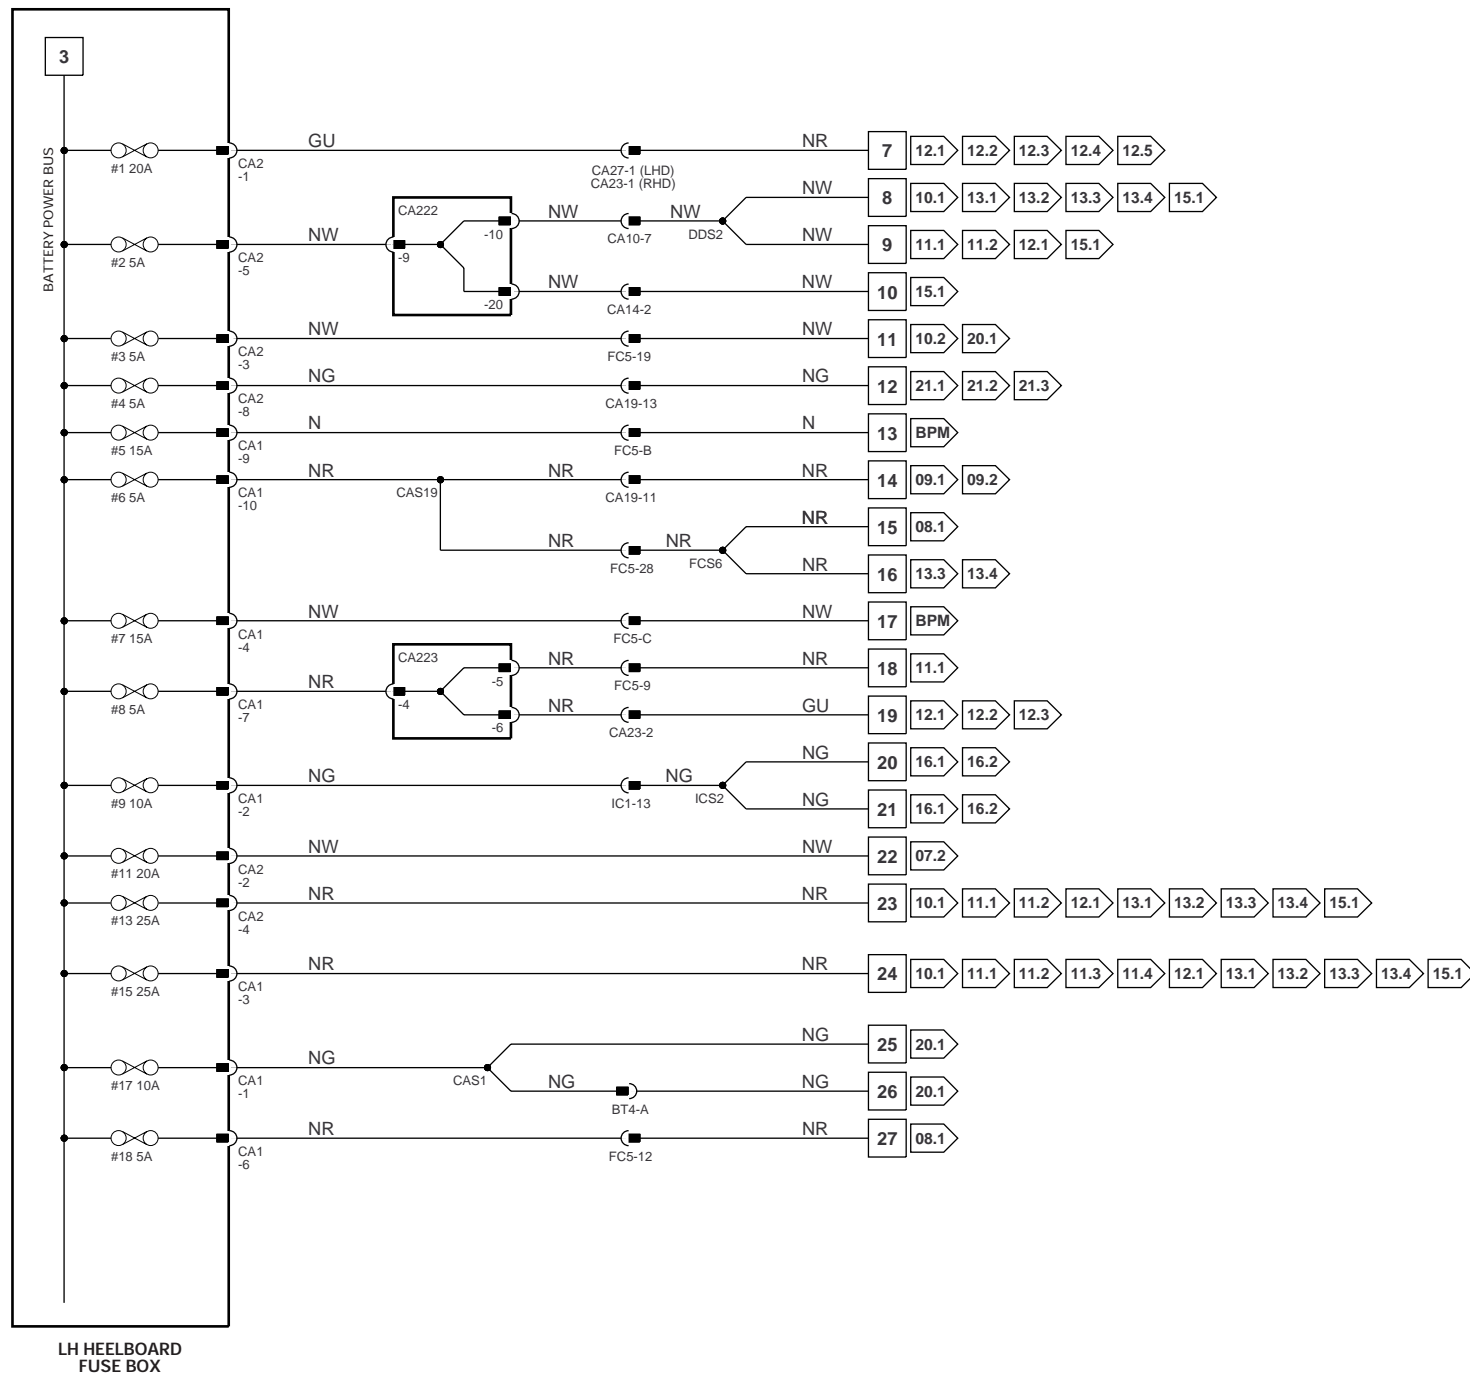 3
BATTERY POWER BUS
#1 20A
CA2
-1
GU
CA27-1 (LHD)
CA23-1 (RHD)
NR
7 12.1 12.2 12.3 12.4 12.5
#2 5A
CA2
-5
NW
CA222
-9
-10
-20
NW
CA10-7
NW
DDS2
NW
8 10.1 13.1 13.2 13.3 13.4 15.1
NW
9 11.1 11.2 12.1 15.1
NW
CA14-2
NW
10 15.1
#3 5A
CA2
-3
NW
FC5-19
NW
11 10.2 20.1
#4 5A
CA2
-8
NG
CA19-13
NG
12 21.1 21.2 21.3
#5 15A
CA1
-9
N
FC5-B
N
13 BPM
#6 5A
CA1
-10
NR
CAS19
NR
CA19-11
NR
14 09.1 09.2
NR
FC5-28
NR
FCS6
NR
15 08.1
NR
16 13.3 13.4
#7 15A
CA1
-4
NW
FC5-C
NW
17 BPM
#8 5A
CA1
-7
NR
CA223
-4
-5
-6
NR
FC5-9
NR
18 11.1
NR
CA23-2
GU
19 12.1 12.2 12.3
#9 10A
CA1
-2
NG
IC1-13
NG
ICS2
NG
20 16.1 16.2
NG
21 16.1 16.2
#11 20A
CA2
-2
NW
NW
22 07.2
#13 25A
CA2
-4
NR
NR
23 10.1 11.1 11.2 12.1 13.1 13.2 13.3 13.4 15.1
#15 25A
CA1
-3
NR
NR
24 10.1 11.1 11.2 11.3 11.4 12.1 13.1 13.2 13.3 13.4 15.1
#17 10A
CA1
-1
NG
CAS1
NG
25 20.1
NG
BT4-A
NG
26 20.1
#18 5A
CA1
-6
NR
FC5-12
NR
27 08.1
LH HEELBOARD
FUSE BOX